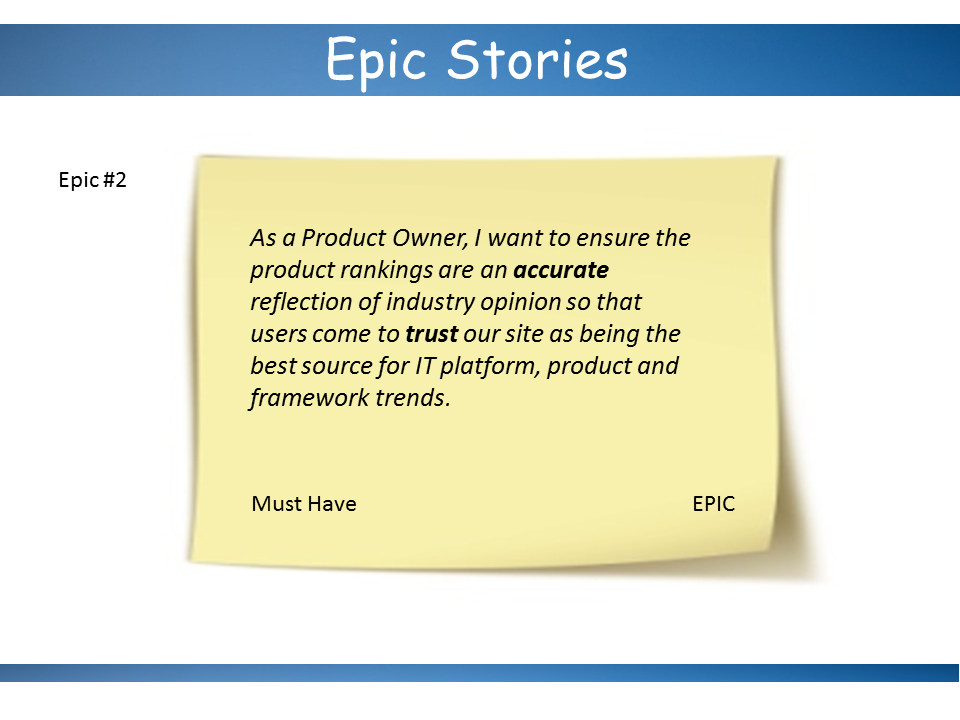 Epic Stories
Epic #2
As a Product Owner, I want to ensure the
product rankings are an accurate
reflection of industry opinion so that
users come to trust our site as being the
best source for IT platform, product and
framework trends.
Must Have
EPIC